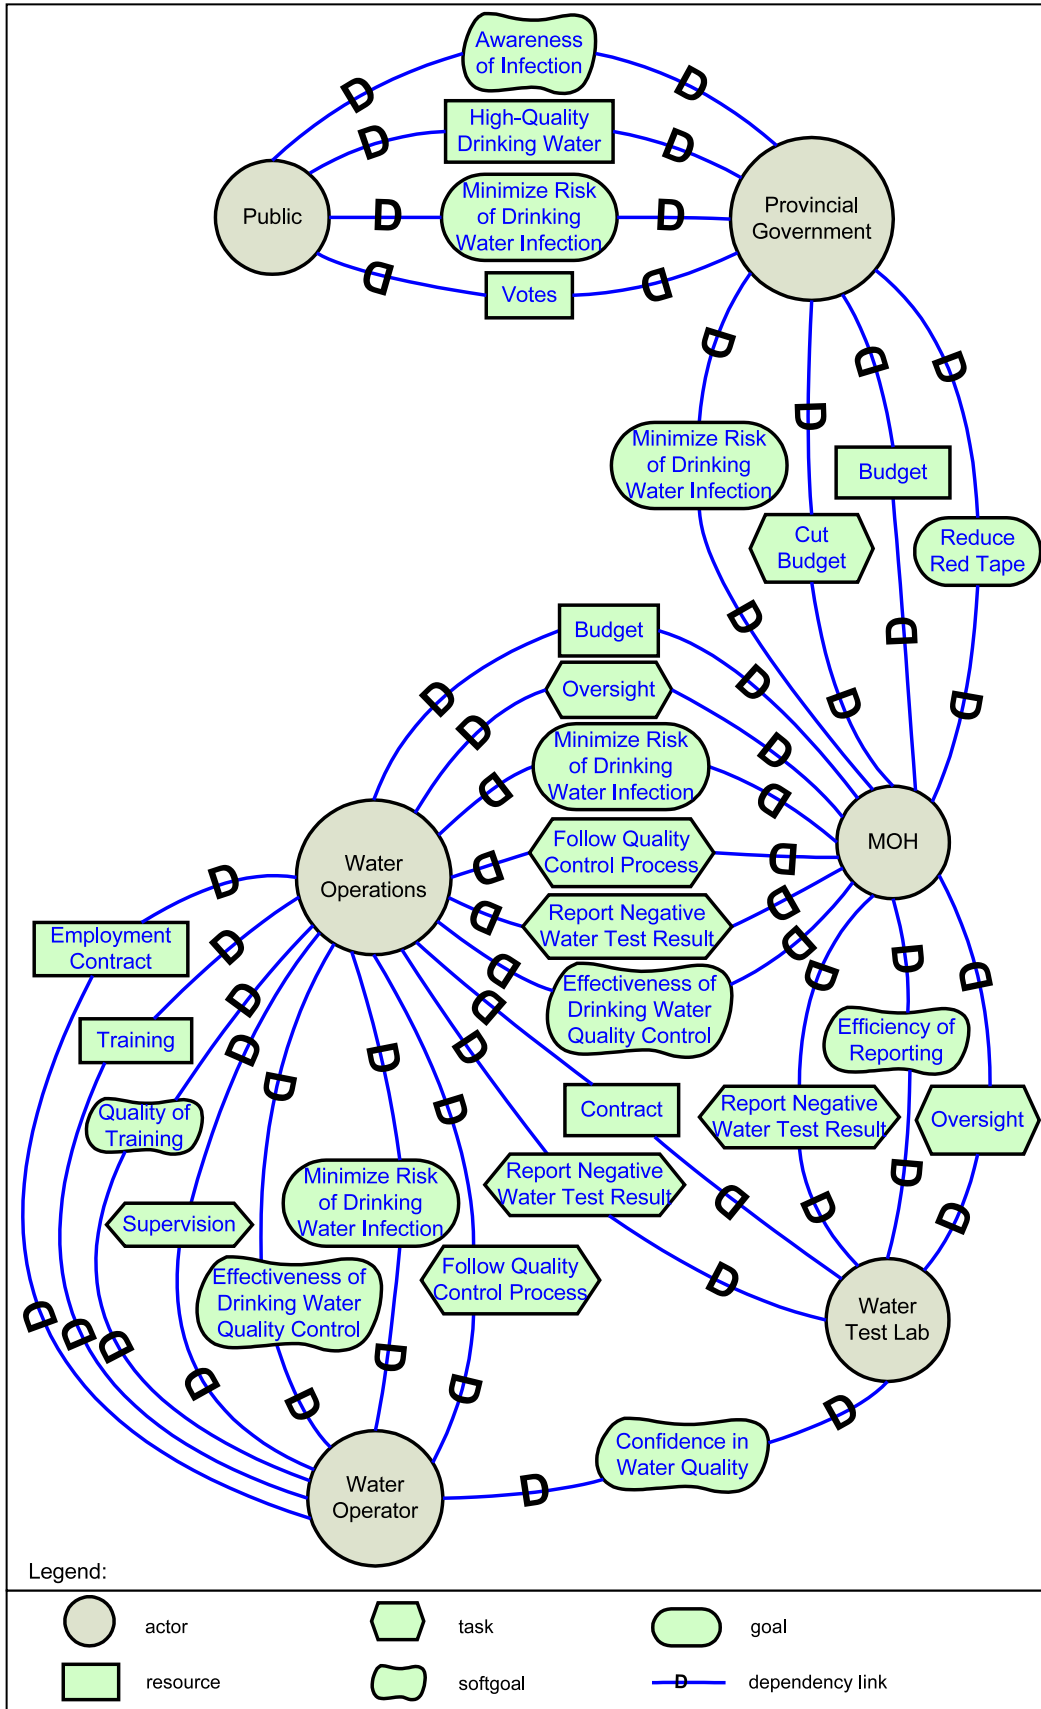 Awareness
of Infection
D
D
High-Quality
Drinking Water
D
D
Public
Minimize Risk
of Drinking
Water Infection
D
D
Provincial
Government
Votes
D
D
D
D
D
D
Minimize Risk
of Drinking
Water Infection
Budget
Cut
Budget
Reduce
Red Tape
D
D
D
D
Budget
D
D
Oversight
D
D
Minimize Risk
of Drinking
Water Infection
D
D
Water
Operations
MOH
Follow Quality
Control Process
D
D
Report Negative
Water Test Result
D
D
Effectiveness of
Drinking Water
Quality Control
D
D
Employment
Contract
D
D
Training
D
D
Quality of
Training
D
D
Supervision
D
D
Effectiveness of
Drinking Water
Quality Control
D
D
Minimize Risk
of Drinking
Water Infection
D
D
Follow Quality
Control Process
D
D
Contract
D
D
Report Negative
Water Test Result
D
D
Report Negative
Water Test Result
D
D
Efficiency of
Reporting
D
D
Oversight
D
D
Water
Test Lab
Confidence in
Water Quality
D
D
Water
Operator
Legend:
actor
task
goal
resource
softgoal
D
dependency link